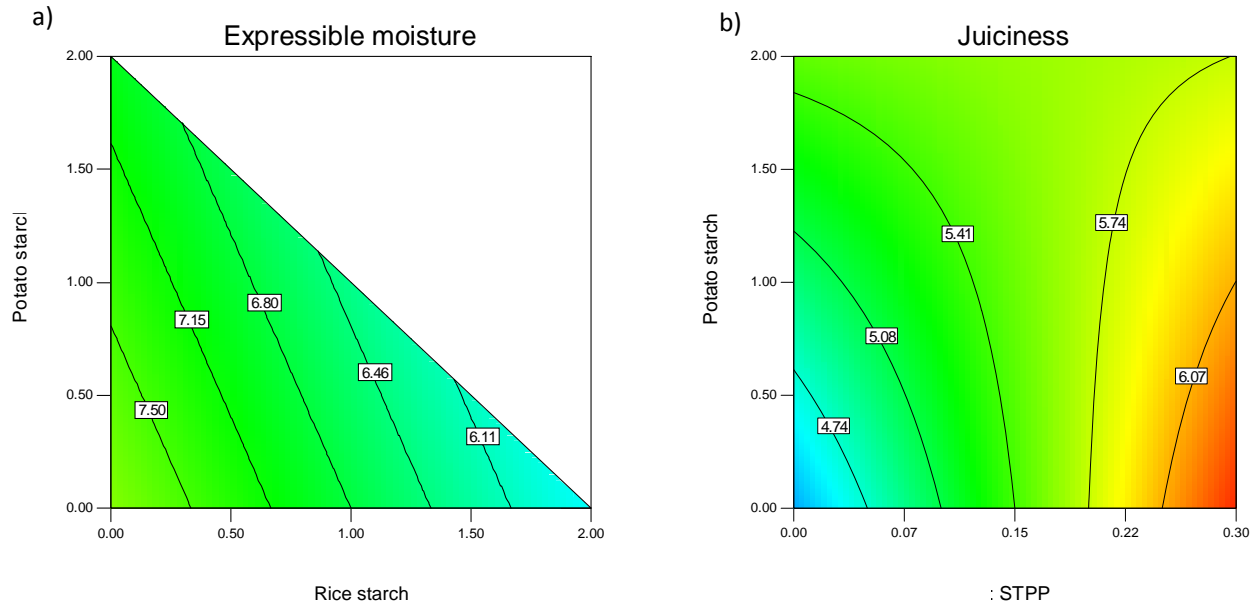 a)
Expressible moisture
2.00
1.50
1.00
0.50
0.00
Potato starc
7.50
7.15
6.80
6.46
6.11
0.00 0.50 1.00 1.50 2.00
Rice starch
b)
Juiciness
2.00
1.50
1.00
0.50
0.00
Potato starch
5.41
5.74
5.08
6.07
4.74
0.00 0.07 0.15 0.22 0.30
: STPP